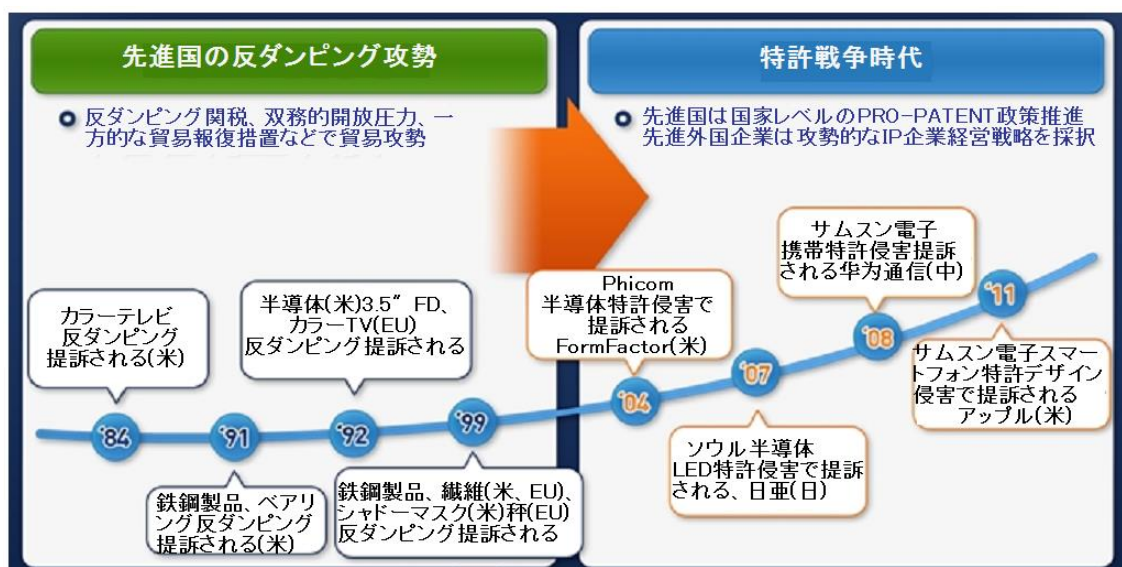 先進国の反ダンピング攻勢
反ダンピング関税、双務的開放圧力、一
方的な貿易報復措置などで貿易攻勢
特許戦争時代
先進国は国家レベルのPRO-PATENT政策推進
先進外国企業は攻勢的なIP企業経営戦略を採択
カラーテレビ
反ダンピング
提訴される(米)
'84
鉄鋼製品、ベアリ
ング反ダンピング
提訴される(米)
'91
半導体(米)3.5"FD、
カラーTV(EU)
反ダンピング提訴される
'92
鉄鋼製品、繊維(米、EU)、
シャドーマスク(米)秤(EU)
反ダンピング提訴される
'99
Phicom
半導体特許侵害で
提訴される
FormFactor(米)
'04
ソウル半導体
LED特許侵害で提訴
される、日亜(日)
'07
サムスン電子
携帯特許侵害提訴
される华为通信(中)
'08
サムスン電子スマー
トフォン特許デザイン
侵害で提訴される
アップル(米)
'11